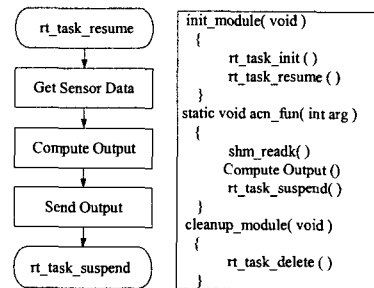 rt_task_resume
Get Sensor Data
Compute Output
Send Output
rt_task_suspend
init_module( void )
{
rt_task_init ( )
rt_task_resume ( )
}
static void acn_fun( int arg )
{
shm_readk( )
Compute Output ()
rt_task_suspend( )
}
cleanup_module( void )
{
rt_task_delete ( )
}